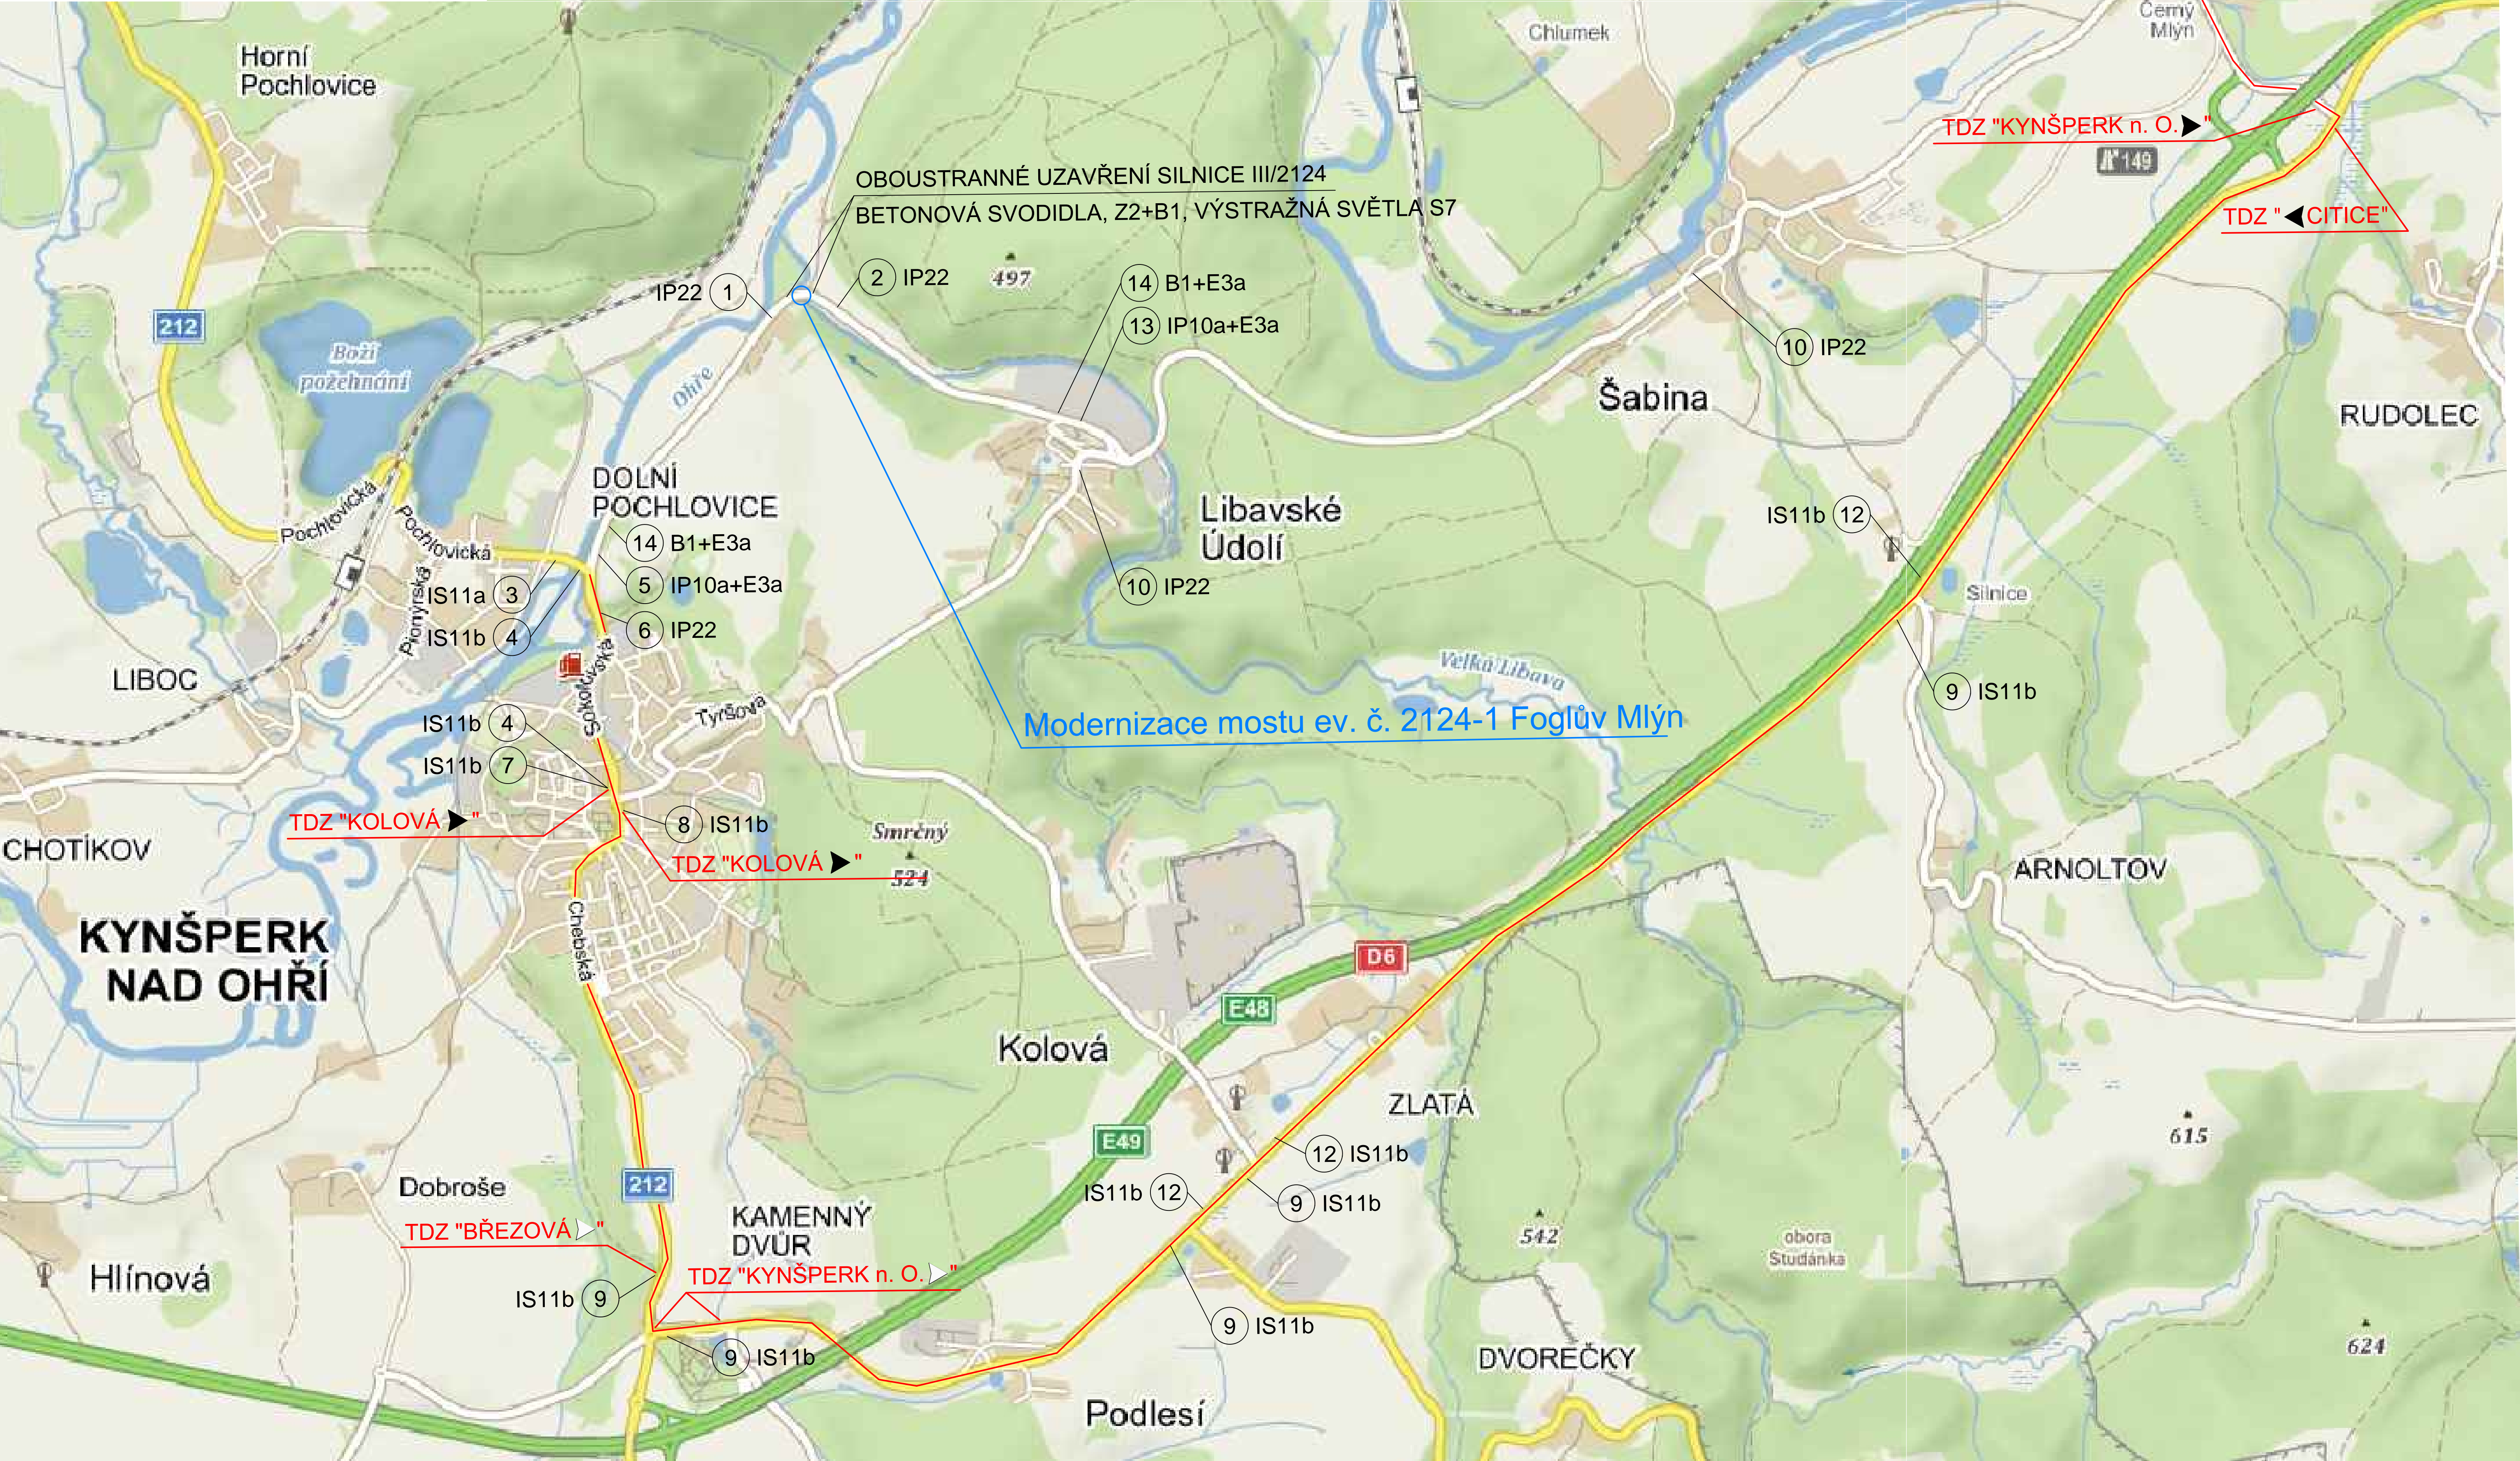 Horní
Pochlovice
Chlumek
Černý
Mlýn
TDZ "KYNŠPERK n. O. ►"
149
OBOUSTRANNÉ UZAVŘENÍ SILNICE III/2124
BETONOVÁ SVODIDLA, Z2+B1, VÝSTRAŽNÁ SVĚTLA S7
TDZ "◄CITICE"
IP22 1
2 IP22
497
14 B1+E3a
13 IP10a+E3a
212
Boží
požehnání
10 IP22
Ohře
Šabina
RUDOLEC
DOLNÍ
POCHLOVICE
Pochlovická
Pochlovická
Libavské
Údolí
IS11b 12
14 B1+E3a
5 IP10a+E3a
6 IP22
IS11a 3
IS11b 4
Pionýrská
10 IP22
Silnice
LIBOC
Sokolovská
Tyršova
Velká Libava
9 IS11b
Modernizace mostu ev. č. 2124-1 Foglův Mlýn
IS11b 4
IS11b 7
TDZ "KOLOVÁ ►"
8 IS11b
TDZ "KOLOVÁ ►"
Smrčný
524
CHOTÍKOV
ARNOLTOV
KYNŠPERK
NAD OHŘÍ
Chebská
D6
E48
Kolová
ZLATÁ
E49
615
12 IS11b
IS11b 12
9 IS11b
Dobroše
212
KAMENNÝ
DVŮR
TDZ "BŘEZOVÁ ►"
TDZ "KYNŠPERK n. O. ►"
542
obora
Studánka
Hlínová
IS11b 9
9 IS11b
9 IS11b
DVOREČKY
624
Podlesí